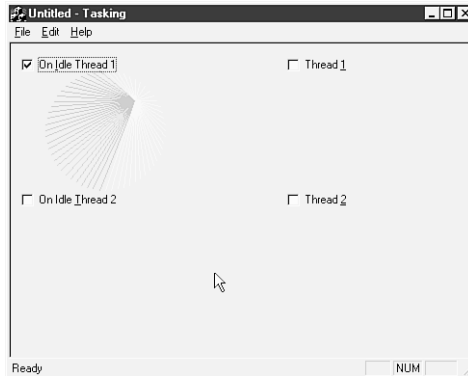 Untitled - Tasking
File Edit Help
On Idle Thread 1
Thread 1
On Idle Thread 2
Thread 2
Ready
NUM